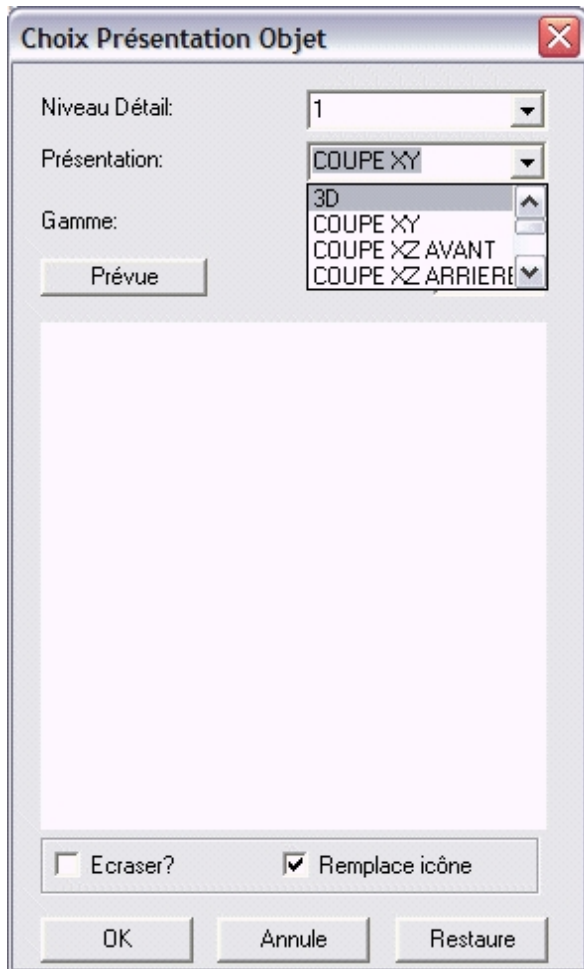 Choix Présentation Objet
Niveau Détail:
1
Présentation:
COUPE XY
3D
COUPE XY
COUPE XZ AVANT
COUPE XZ ARRIERE
Gamme:
Prévue
Ecraser?
Remplace icône
OK
Annule
Restaure